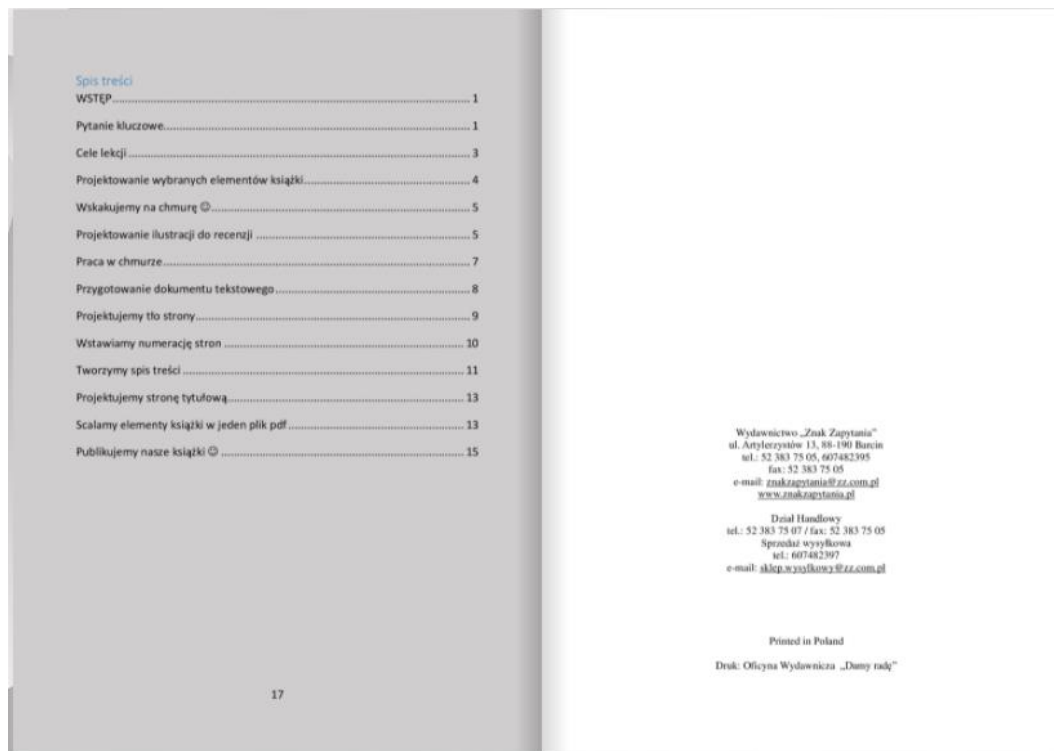 Spis treści
WSTĘP........ 1
Pytanie kluczowe........ 1
Cele lekcji........ 3
Projektowanie wybranych elementów książki........ 4
Wskakujemy na chmurę ☺........ 5
Projektowanie ilustracji do recenzji........ 5
Praca w chmurze........ 7
Przygotowanie dokumentu tekstowego........ 8
Projektujemy tło strony........ 9
Wstawiamy numerację stron........ 10
Tworzymy spis treści........ 11
Projektujemy stronę tytułową........ 13
Scalamy elementy książki w jeden plik pdf........ 13
Publikujemy nasze książki ☺........ 15
17
Wydawnictwo „Znak Zapytania”
ul. Artylerzystów 13, 88-190 Barcin
tel.: 52 383 75 05, 607482395
fax: 52 383 75 05
e-mail: znakzapytania@zz.com.pl
www.znakzapytania.pl
Dział Handlowy
tel.: 52 383 75 07 / fax: 52 383 75 05
Sprzedaż wysyłkowa
tel.: 607482397
e-mail: sklep.wysylkowy@zz.com.pl
Printed in Poland
Druk: Oficyna Wydawnicza „Damy radę”